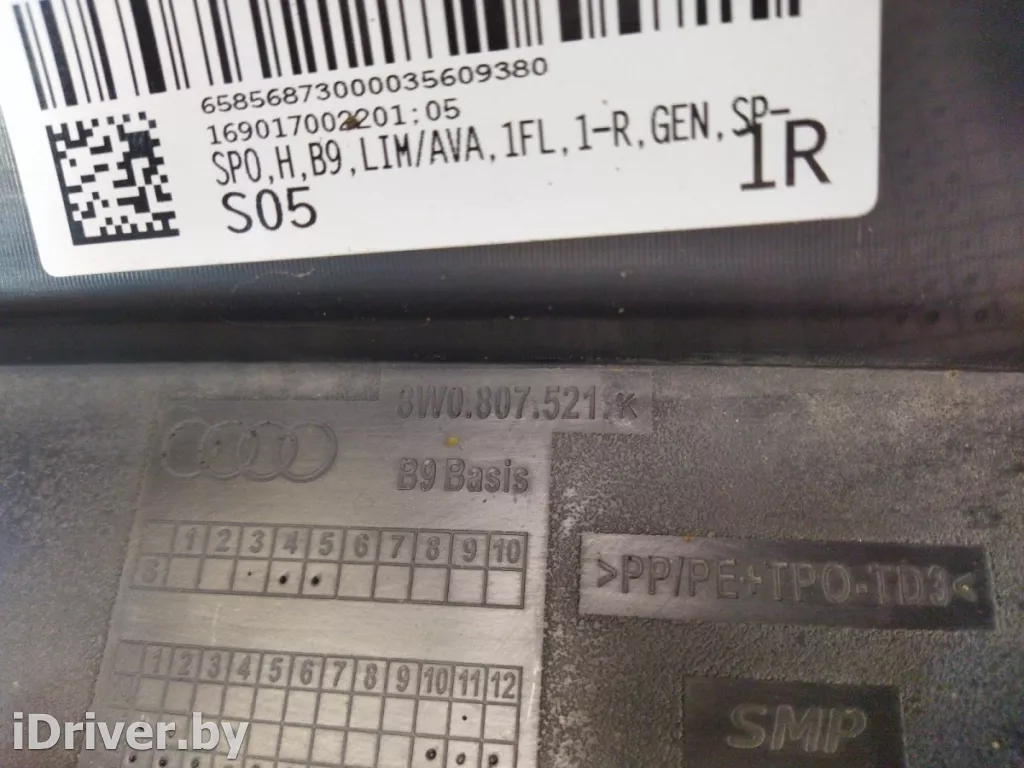 65856873000035609380
169017002201:05
SPO,H,B9,LIM/AVA,1FL,1-R,GEN,SP-
S05
1R
8W0.807.521.K
B9 Basis
1 2 3 4 5 6 7 8 9 10
>PP/PE+TPO-TD3<
1 2 3 4 5 6 7 8 9 10 11 12
SMP
iDriver.by